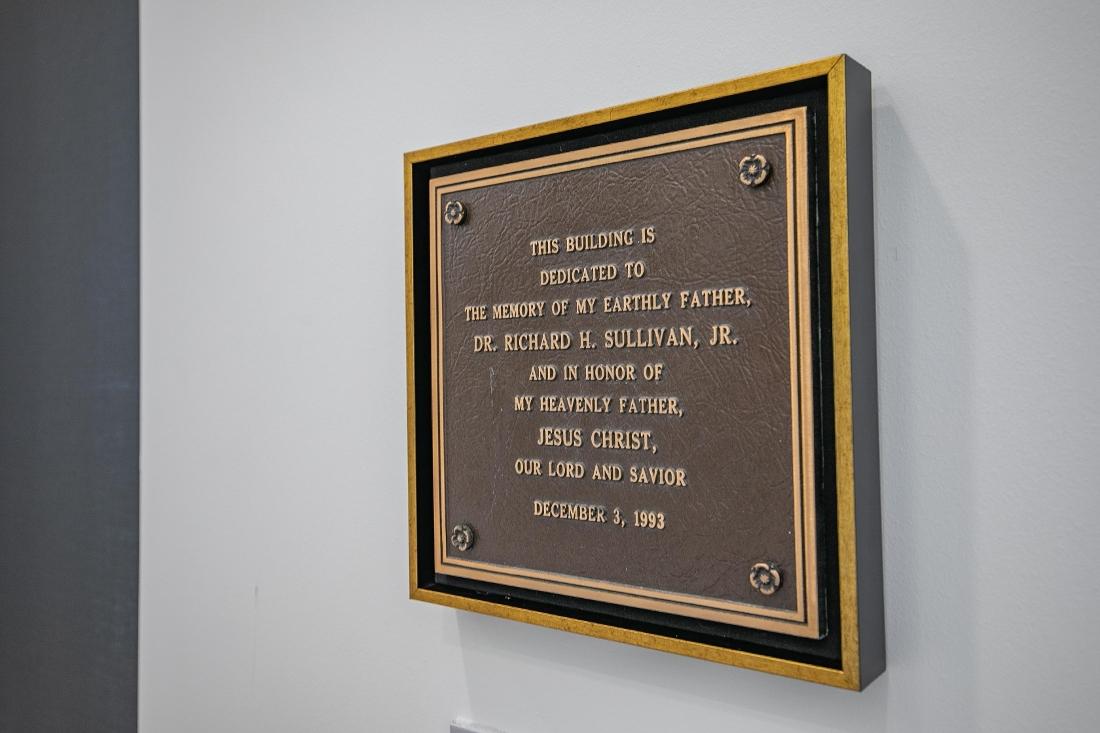 THIS BUILDING IS
DEDICATED TO
THE MEMORY OF MY EARTHLY FATHER,
DR. RICHARD H. SULLIVAN, JR.
AND IN HONOR OF
MY HEAVENLY FATHER,
JESUS CHRIST,
OUR LORD AND SAVIOR
DECEMBER 3, 1993